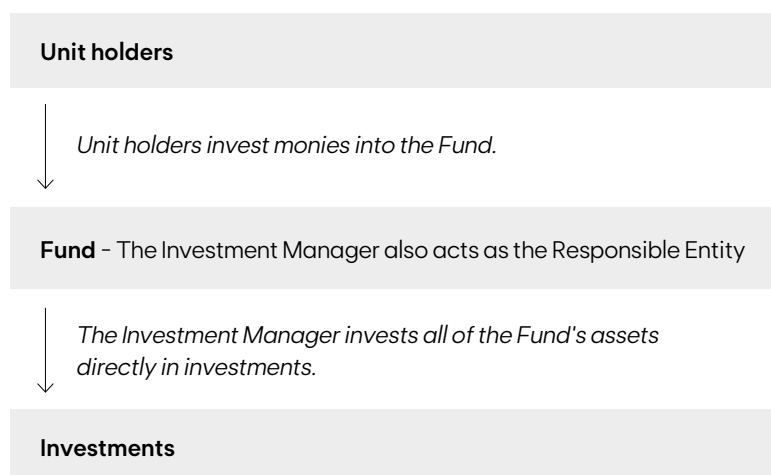 Unit holders
Unit holders invest monies into the Fund.
Fund - The Investment Manager also acts as the Responsible Entity
The Investment Manager invests all of the Fund's assets
directly in investments.
Investments